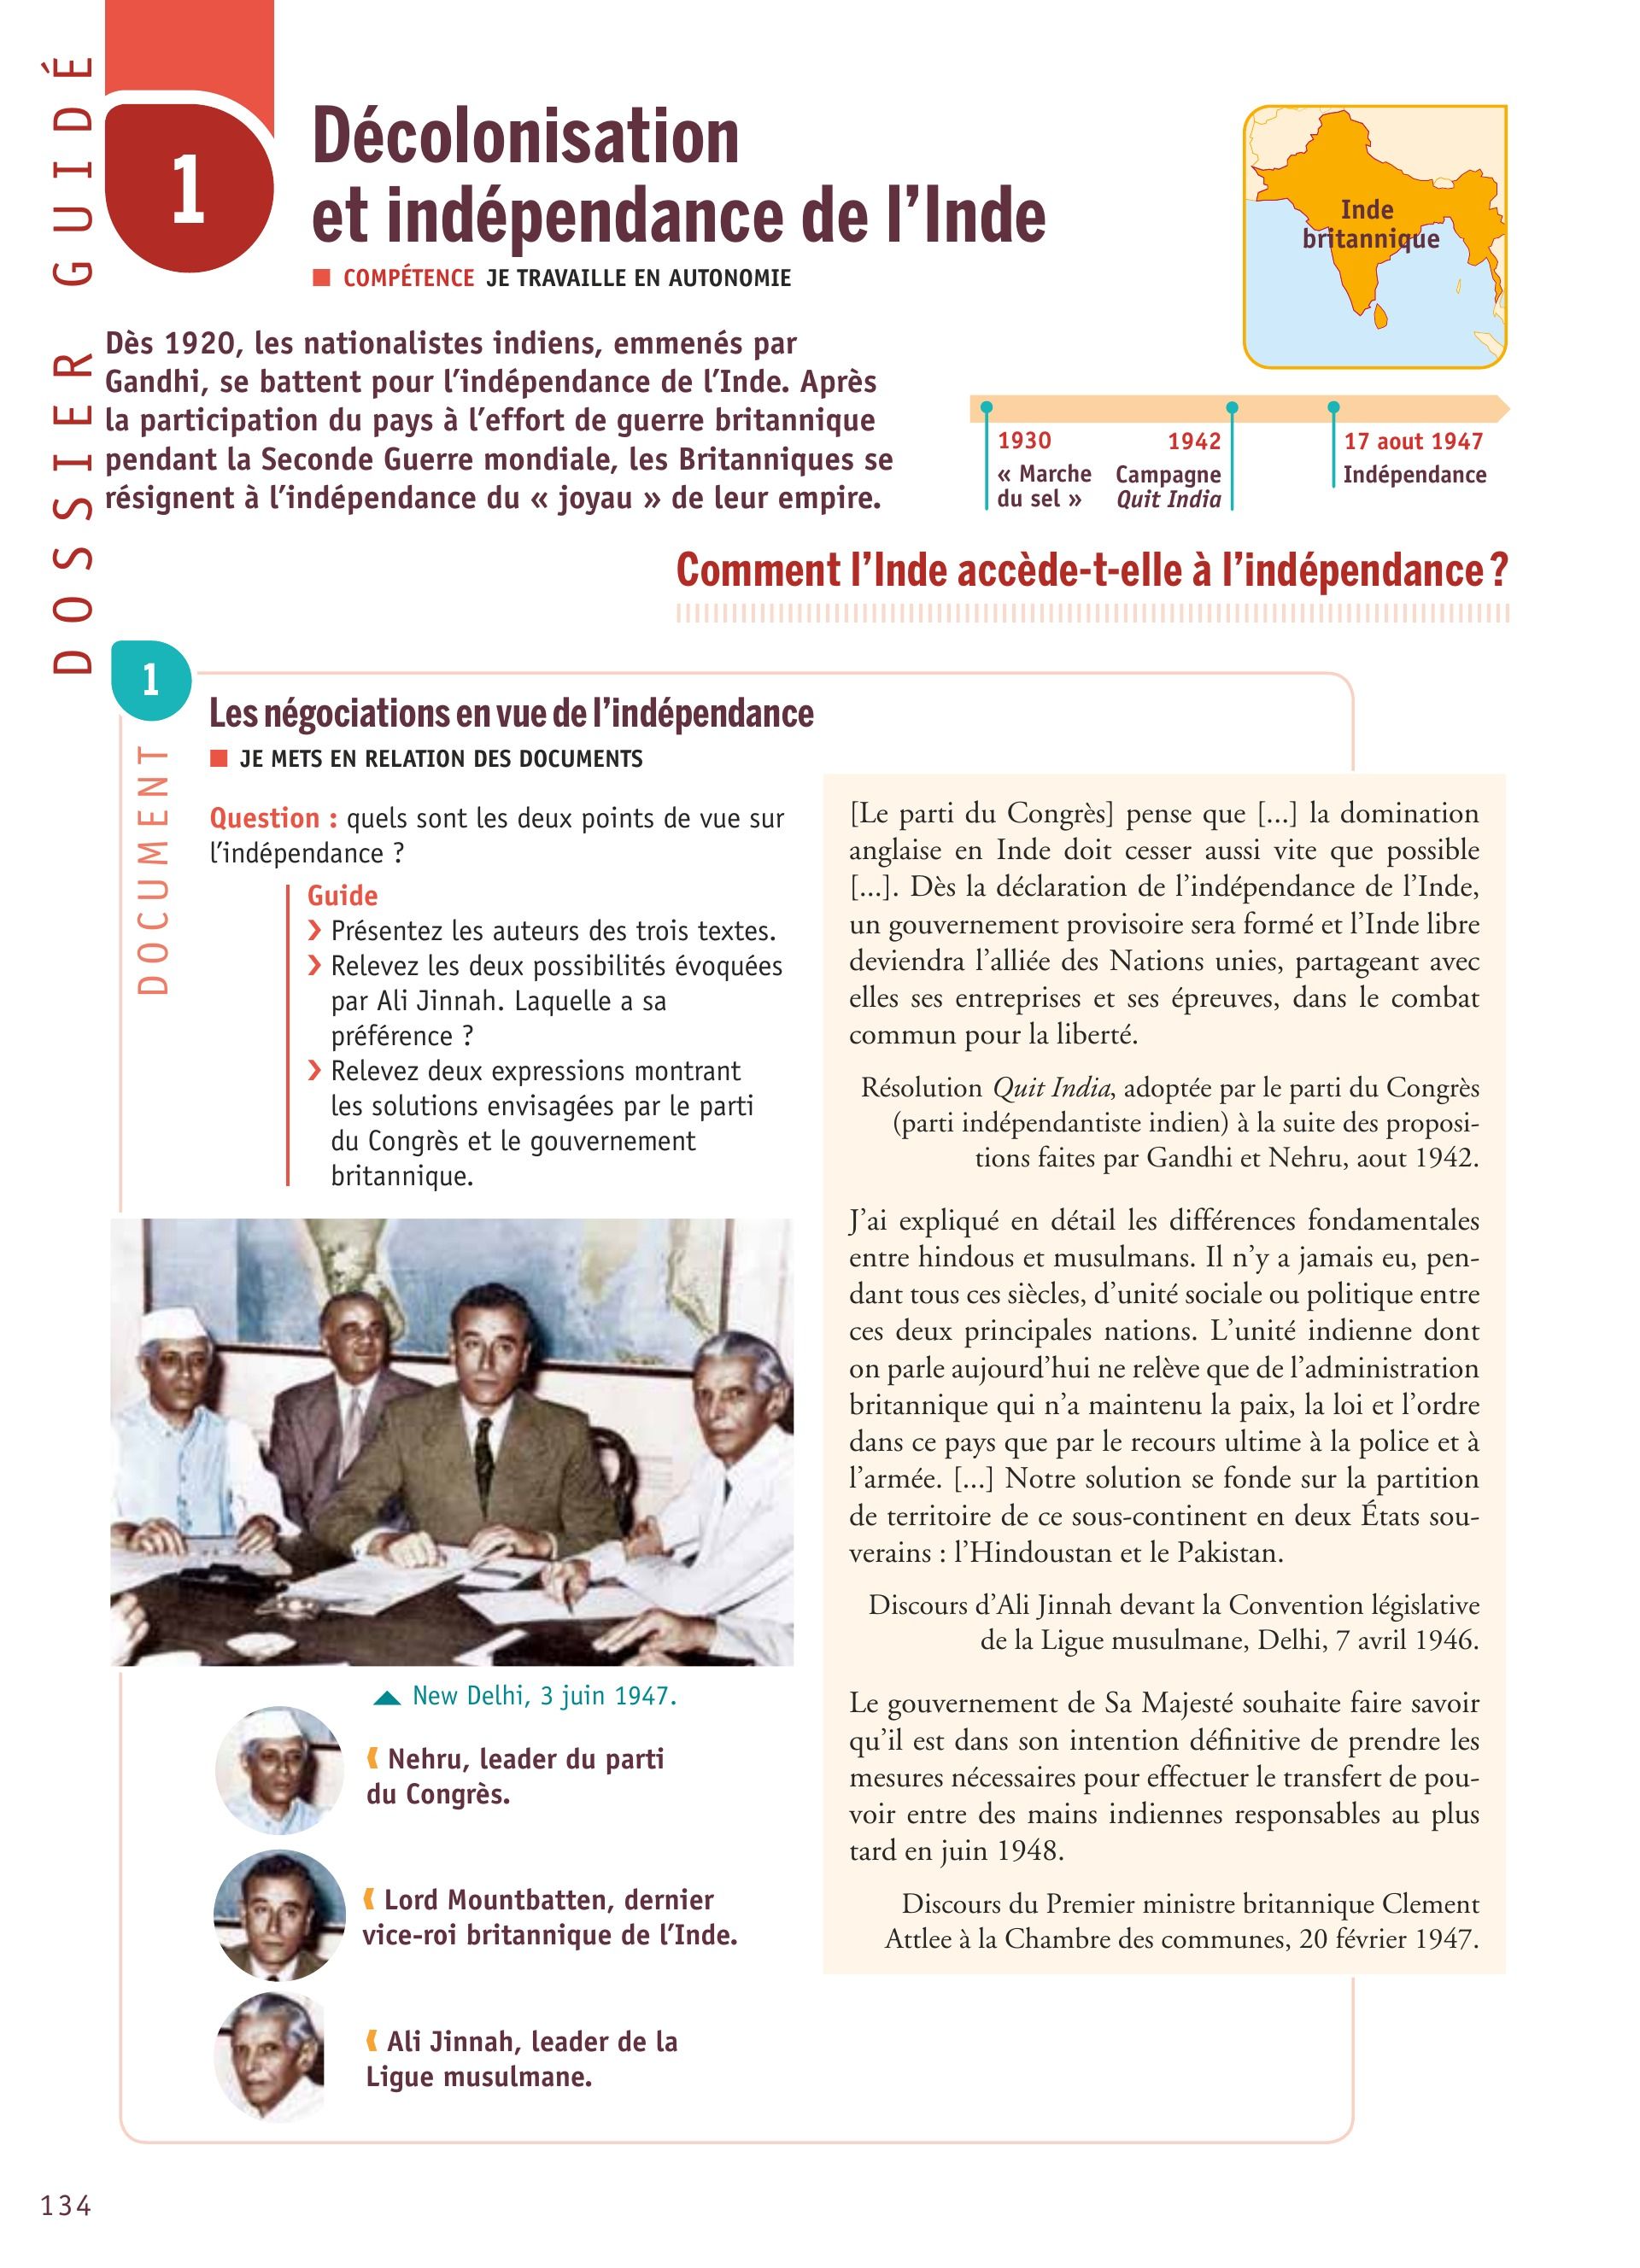 DOSSIER GUIDÉ
1
Décolonisation
et indépendance de l'Inde
COMPÉTENCE JE TRAVAILLE EN AUTONOMIE
Inde
britannique
Dès 1920, les nationalistes indiens, emmenés par
Gandhi, se battent pour l'indépendance de l'Inde. Après
la participation du pays à l'effort de guerre britannique
pendant la Seconde Guerre mondiale, les Britanniques se
résignent à l'indépendance du « joyau » de leur empire.
1930
« Marche
du sel »
1942
Campagne
Quit India
17 aout 1947
Indépendance
Comment l'Inde accède-t-elle à l'indépendance ?
1
DOCUMENT
Les négociations en vue de l'indépendance
JE METS EN RELATION DES DOCUMENTS
Question : quels sont les deux points de vue sur
l'indépendance ?
Guide
❯ Présentez les auteurs des trois textes.
❯ Relevez les deux possibilités évoquées
par Ali Jinnah. Laquelle a sa
préférence ?
❯ Relevez deux expressions montrant
les solutions envisagées par le parti
du Congrès et le gouvernement
britannique.
New Delhi, 3 juin 1947.
Nehru, leader du parti
du Congrès.
Lord Mountbatten, dernier
vice-roi britannique de l'Inde.
Ali Jinnah, leader de la
Ligue musulmane.
[Le parti du Congrès] pense que [...] la domination
anglaise en Inde doit cesser aussi vite que possible
[...]. Dès la déclaration de l'indépendance de l'Inde,
un gouvernement provisoire sera formé et l'Inde libre
deviendra l'alliée des Nations unies, partageant avec
elles ses entreprises et ses épreuves, dans le combat
commun pour la liberté.
Résolution Quit India, adoptée par le parti du Congrès
(parti indépendantiste indien) à la suite des proposi-
tions faites par Gandhi et Nehru, aout 1942.
J'ai expliqué en détail les différences fondamentales
entre hindous et musulmans. Il n'y a jamais eu, pen-
dant tous ces siècles, d'unité sociale ou politique entre
ces deux principales nations. L'unité indienne dont
on parle aujourd'hui ne relève que de l'administration
britannique qui n'a maintenu la paix, la loi et l'ordre
dans ce pays que par le recours ultime à la police et à
l'armée. [...] Notre solution se fonde sur la partition
de territoire de ce sous-continent en deux États sou-
verains : l'Hindoustan et le Pakistan.
Discours d'Ali Jinnah devant la Convention législative
de la Ligue musulmane, Delhi, 7 avril 1946.
Le gouvernement de Sa Majesté souhaite faire savoir
qu'il est dans son intention définitive de prendre les
mesures nécessaires pour effectuer le transfert de pou-
voir entre des mains indiennes responsables au plus
tard en juin 1948.
Discours du Premier ministre britannique Clement
Attlee à la Chambre des communes, 20 février 1947.
134